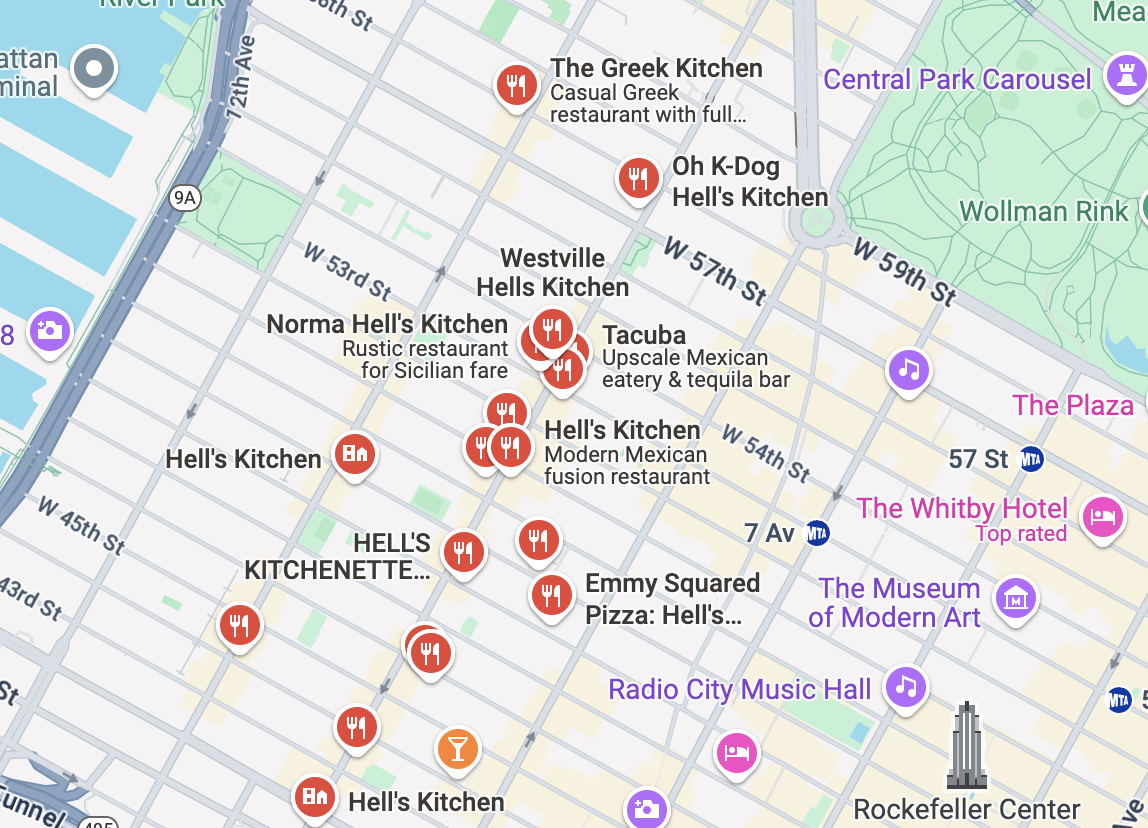 River Park
58th St
Mea
attan
minal
12th Ave
The Greek Kitchen
Casual Greek
restaurant with full...
Central Park Carousel
Oh K-Dog
Hell's Kitchen
9A
Wollman Rink
W 57th St
W 59th St
W 53rd St
Westville
Hells Kitchen
8
Norma Hell's Kitchen
Rustic restaurant
for Sicilian fare
Tacuba
Upscale Mexican
eatery & tequila bar
The Plaza
Hell's Kitchen
Modern Mexican
fusion restaurant
W 54th St
Hell's Kitchen
57 St MTA
W 45th St
The Whitby Hotel
Top rated
7 Av MTA
HELL'S
KITCHENETTE...
43rd St
Emmy Squared
Pizza: Hell's...
The Museum
of Modern Art
M
St
Radio City Music Hall
MTA 5
Hell's Kitchen
Tunnel
495
Rockefeller Center
Ave